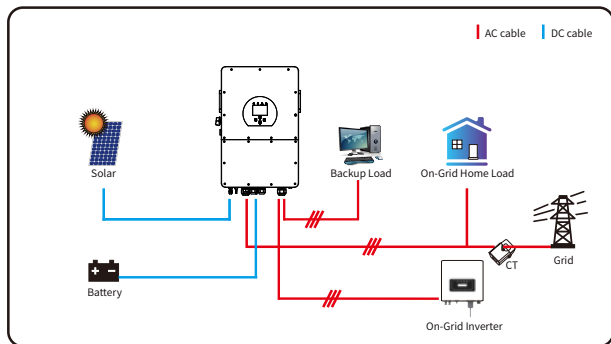 AC cable
DC cable
Solar
Backup Load
On-Grid Home Load
Grid
CT
Battery
On-Grid Inverter